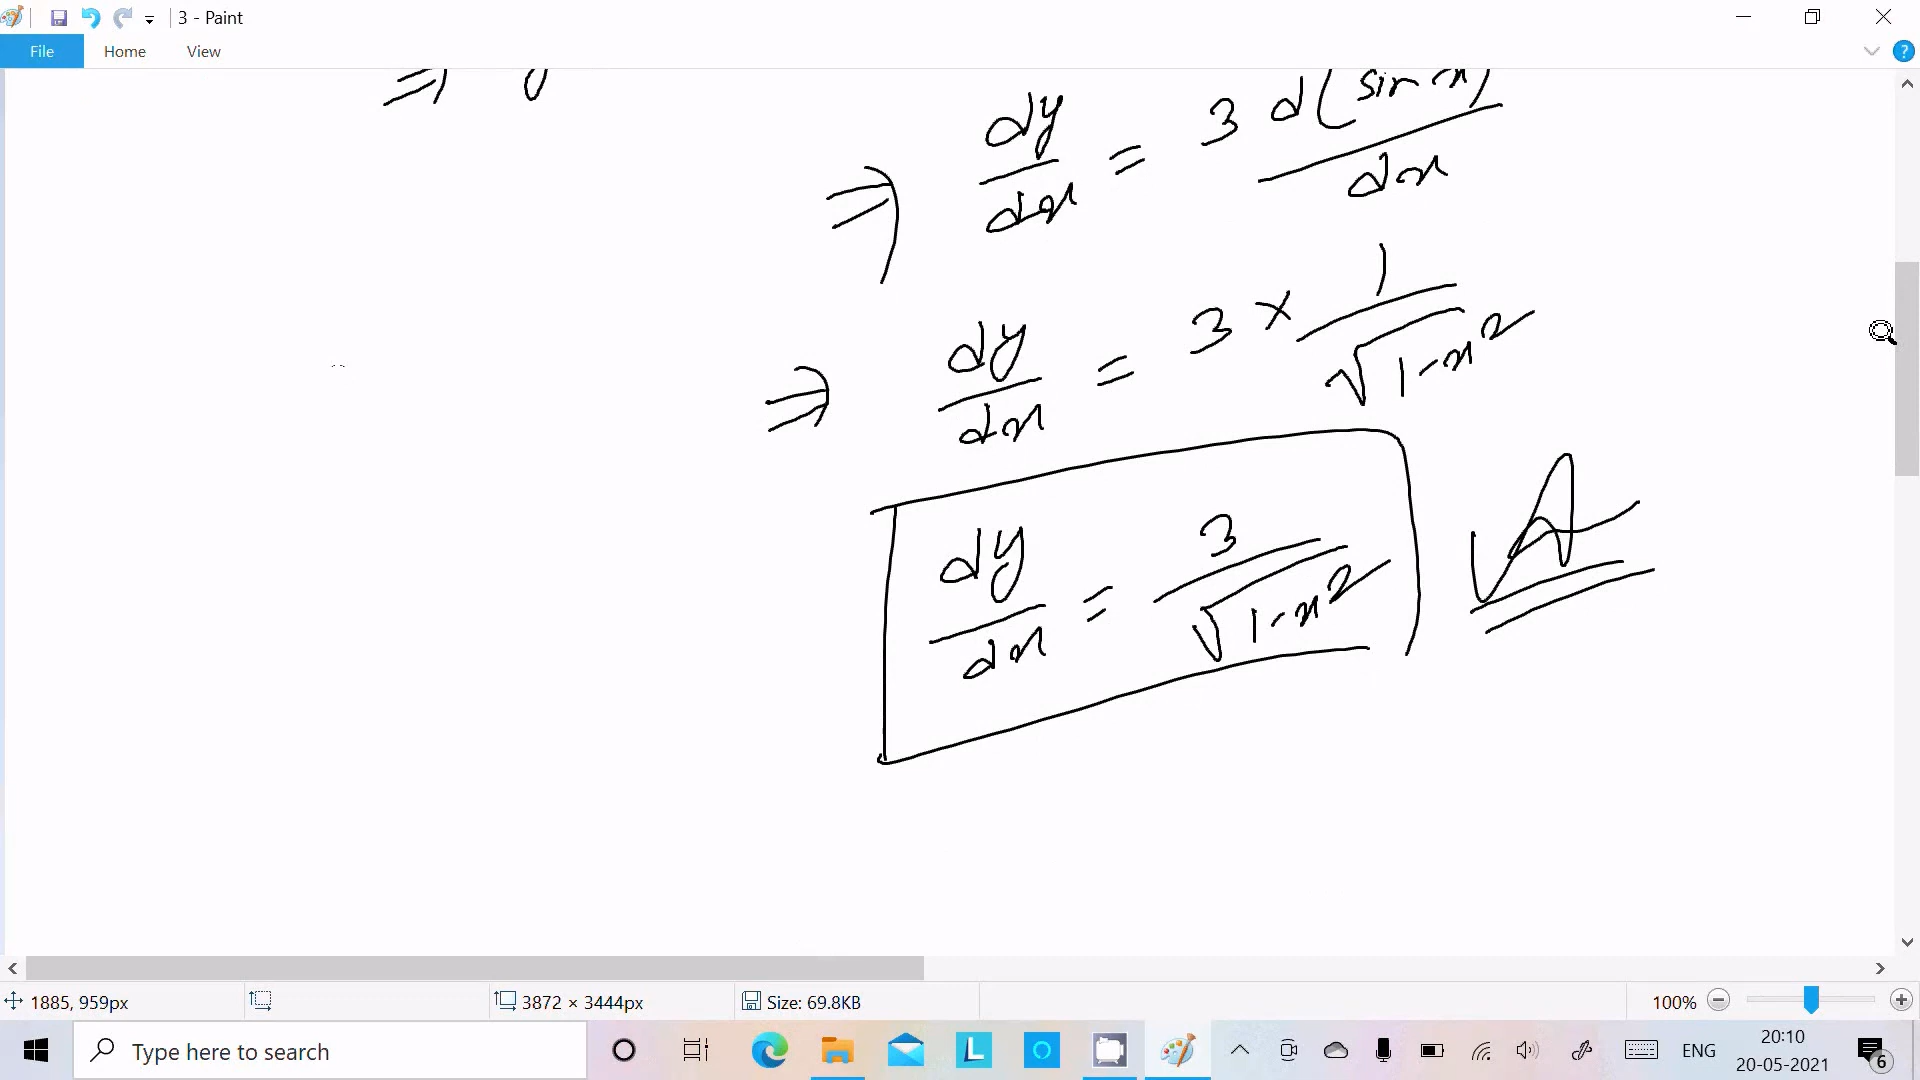 3 - Paint
File Home View
⇒ y
⇒ dy/dx = 3 d(sin⁻¹x)/dx
⇒ dy/dx = 3 × 1/√1-x²
dy/dx = 3/√1-x²
A
1885, 959px 3872 × 3444px Size: 69.8KB 100%
Type here to search
ENG
20:10
20-05-2021
6